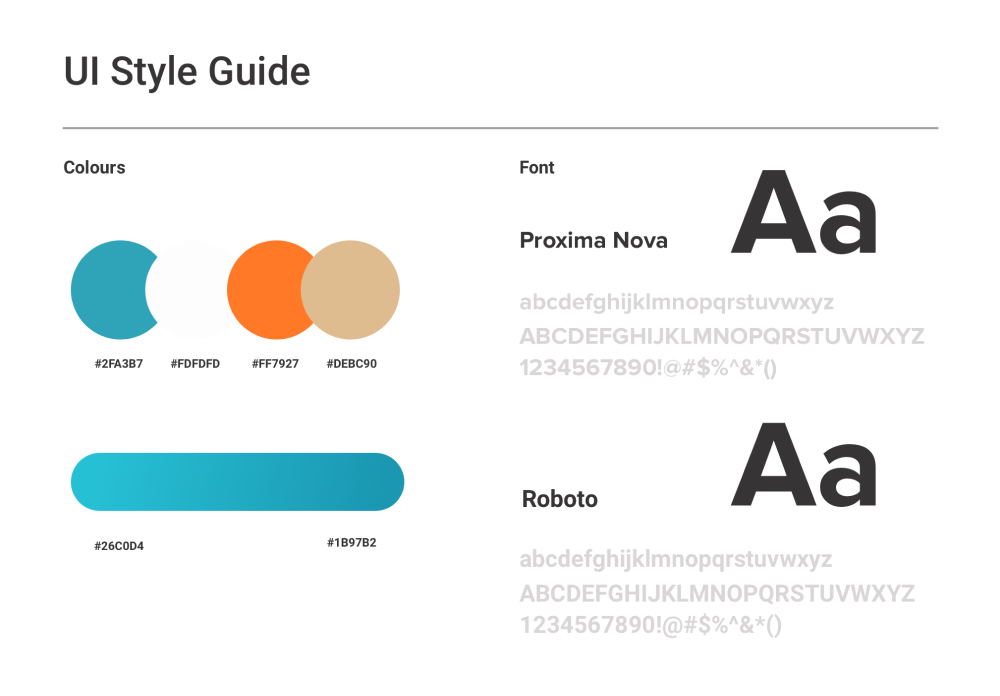 UI Style Guide
Colours
#2FA3B7 #FDFDFD #FF7927 #DEBC90
#26C0D4
#1B97B2
Font
Aa
Proxima Nova
abcdefghijklmnopqrstuvwxyz
ABCDEFGHIJKLMNOPQRSTUVWXYZ
1234567890!@#$%^&*()
Aa
Roboto
abcdefghijklmnopqrstuvwxyz
ABCDEFGHIJKLMNOPQRSTUVWXYZ
1234567890!@#$%^&*()